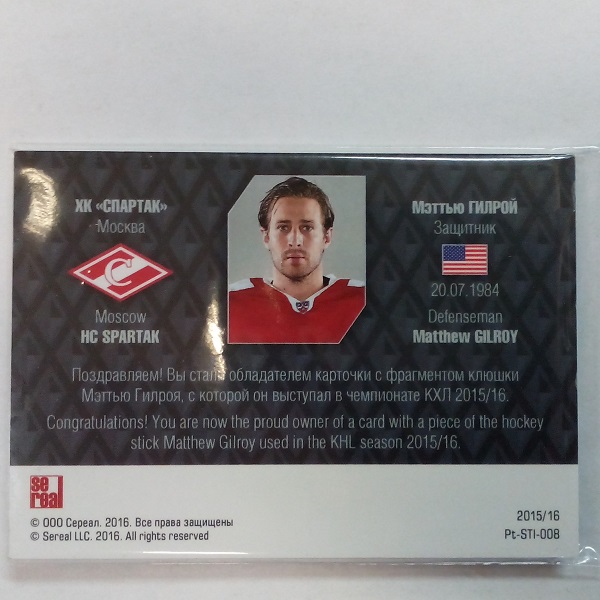 ХК «СПАРТАК»
Москва
С
Moscow
HC SPARTAK
Мэттью ГИЛРОЙ
Защитник
20.07.1984
Defenseman
Matthew GILROY
Поздравляем! Вы стали обладателем карточки с фрагментом клюшки
Мэттью Гилроя, с которой он выступал в чемпионате КХЛ 2015/16.
Congratulations! You are now the proud owner of a card with a piece of the hockey
stick Matthew Gilroy used in the KHL season 2015/16.
se
real
© ООО Сереал. 2016. Все права защищены
© Sereal LLC. 2016. All rights reserved
2015/16
Pt-STI-008